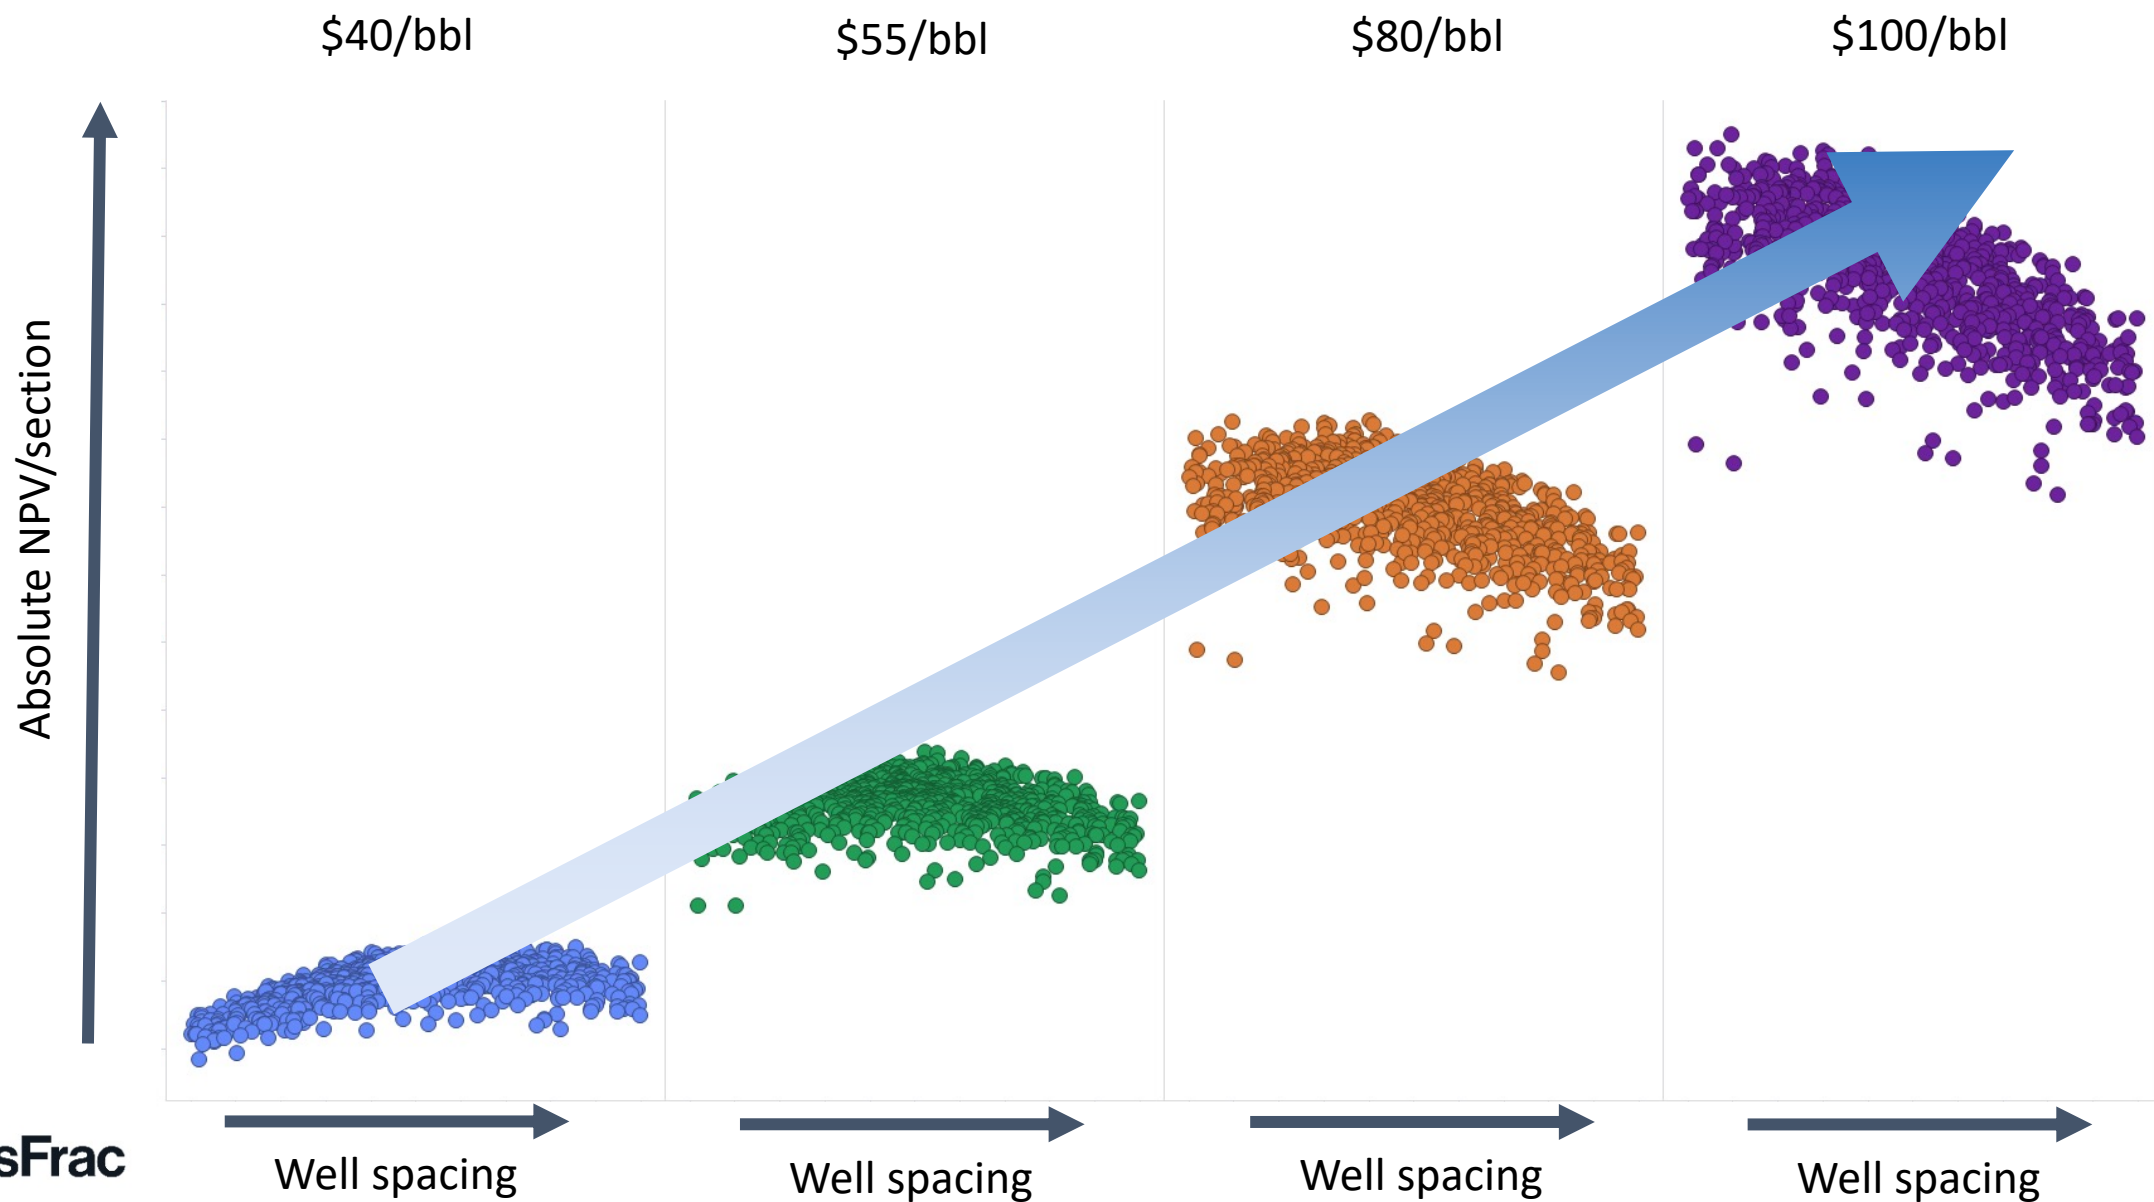 $40/bbl
$55/bbl
$80/bbl
$100/bbl
Absolute NPV/section
Well spacing
Well spacing
Well spacing
Well spacing
sFrac